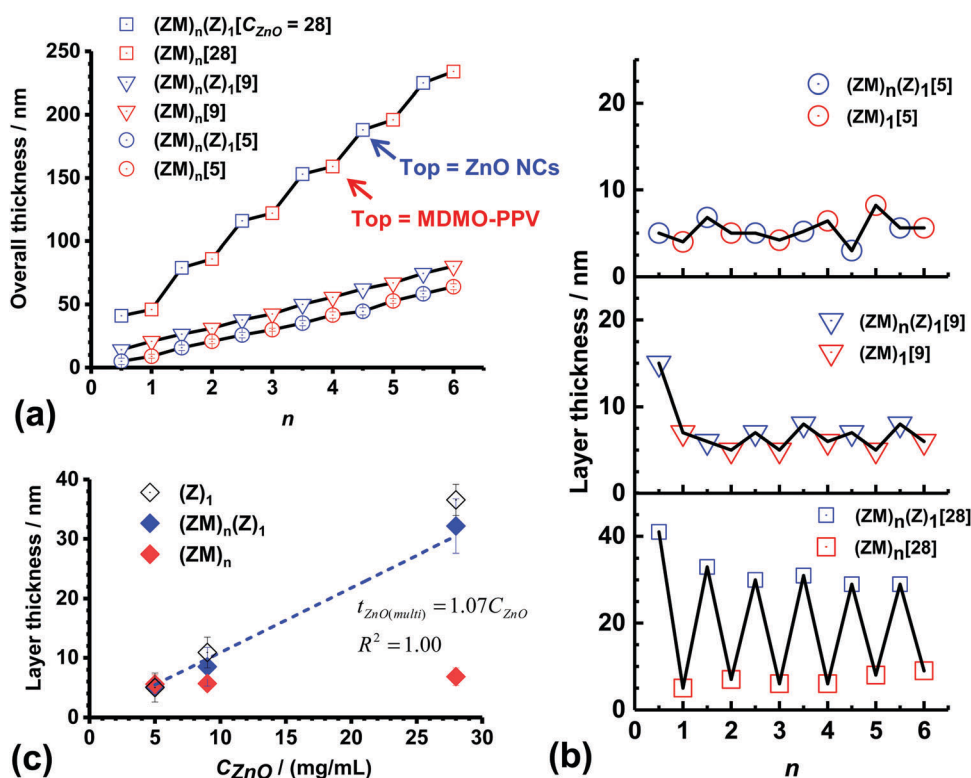 (a)
Overall thickness / nm
250
200
150
100
50
0
(ZM)n(Z)1[CZnO = 28]
(ZM)n[28]
(ZM)n(Z)1[9]
(ZM)n[9]
(ZM)n(Z)1[5]
(ZM)n[5]
Top = ZnO NCs
Top = MDMO-PPV
0 1 2 3 4 5 6
n
(b)
Layer thickness / nm
20
10
0
(ZM)n(Z)1[5]
(ZM)1[5]
20
10
0
(ZM)n(Z)1[9]
(ZM)1[9]
40
20
0
(ZM)n(Z)1[28]
(ZM)n[28]
0 1 2 3 4 5 6
n
(c)
Layer thickness / nm
40
30
20
10
0
(Z)1
(ZM)n(Z)1
(ZM)n
tZnO(multi) = 1.07CZnO
R² = 1.00
0 5 10 15 20 25 30
CZnO / (mg/mL)